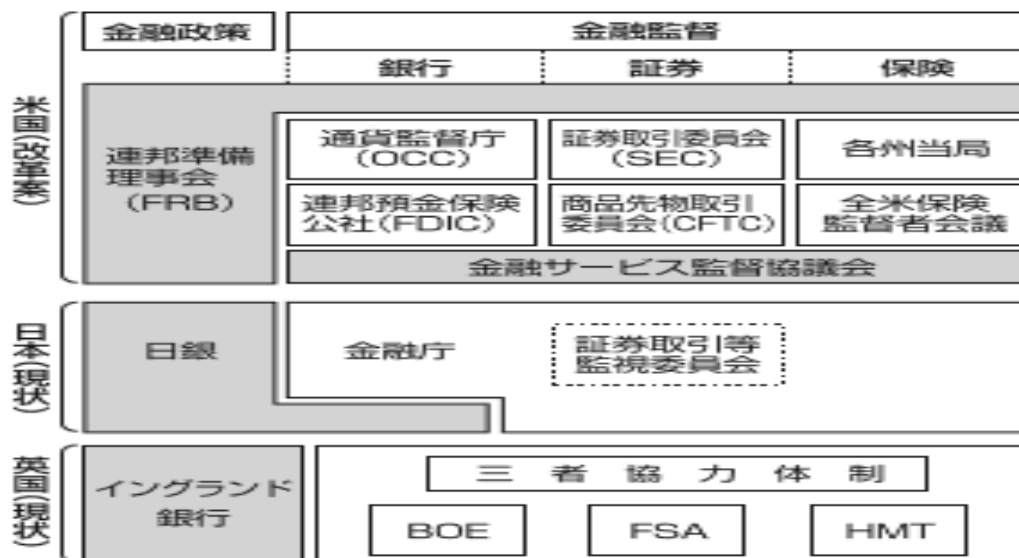 金融政策
金融監督
銀行
証券
保険
米国(改革案)
連邦準備
理事会
(FRB)
通貨監督庁
(OCC)
証券取引委員会
(SEC)
各州当局
連邦預金保険
公社(FDIC)
商品先物取引
委員会(CFTC)
全米保険
監督者会議
金融サービス監督協議会
日本(現状)
日銀
金融庁
証券取引等
監視委員会
英国(現状)
イングランド
銀行
三者協力体制
BOE
FSA
HMT